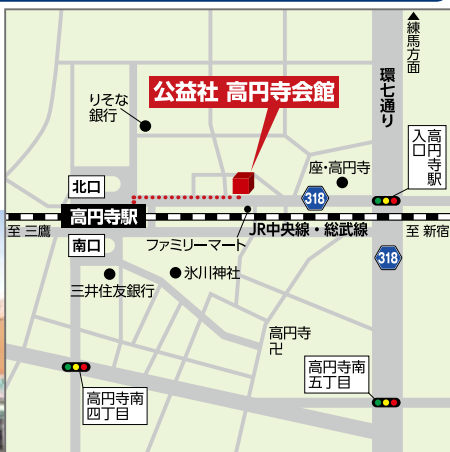 ▲練馬方面
環七通り
公益社 高円寺会館
りそな
銀行
座・高円寺
高円寺駅
入口
北口
318
高円寺駅
至 三鷹
ファミリーマート
JR中央線・総武線
至 新宿
南口
318
三井住友銀行
氷川神社
高円寺
卍
高円寺南
四丁目
高円寺南
五丁目